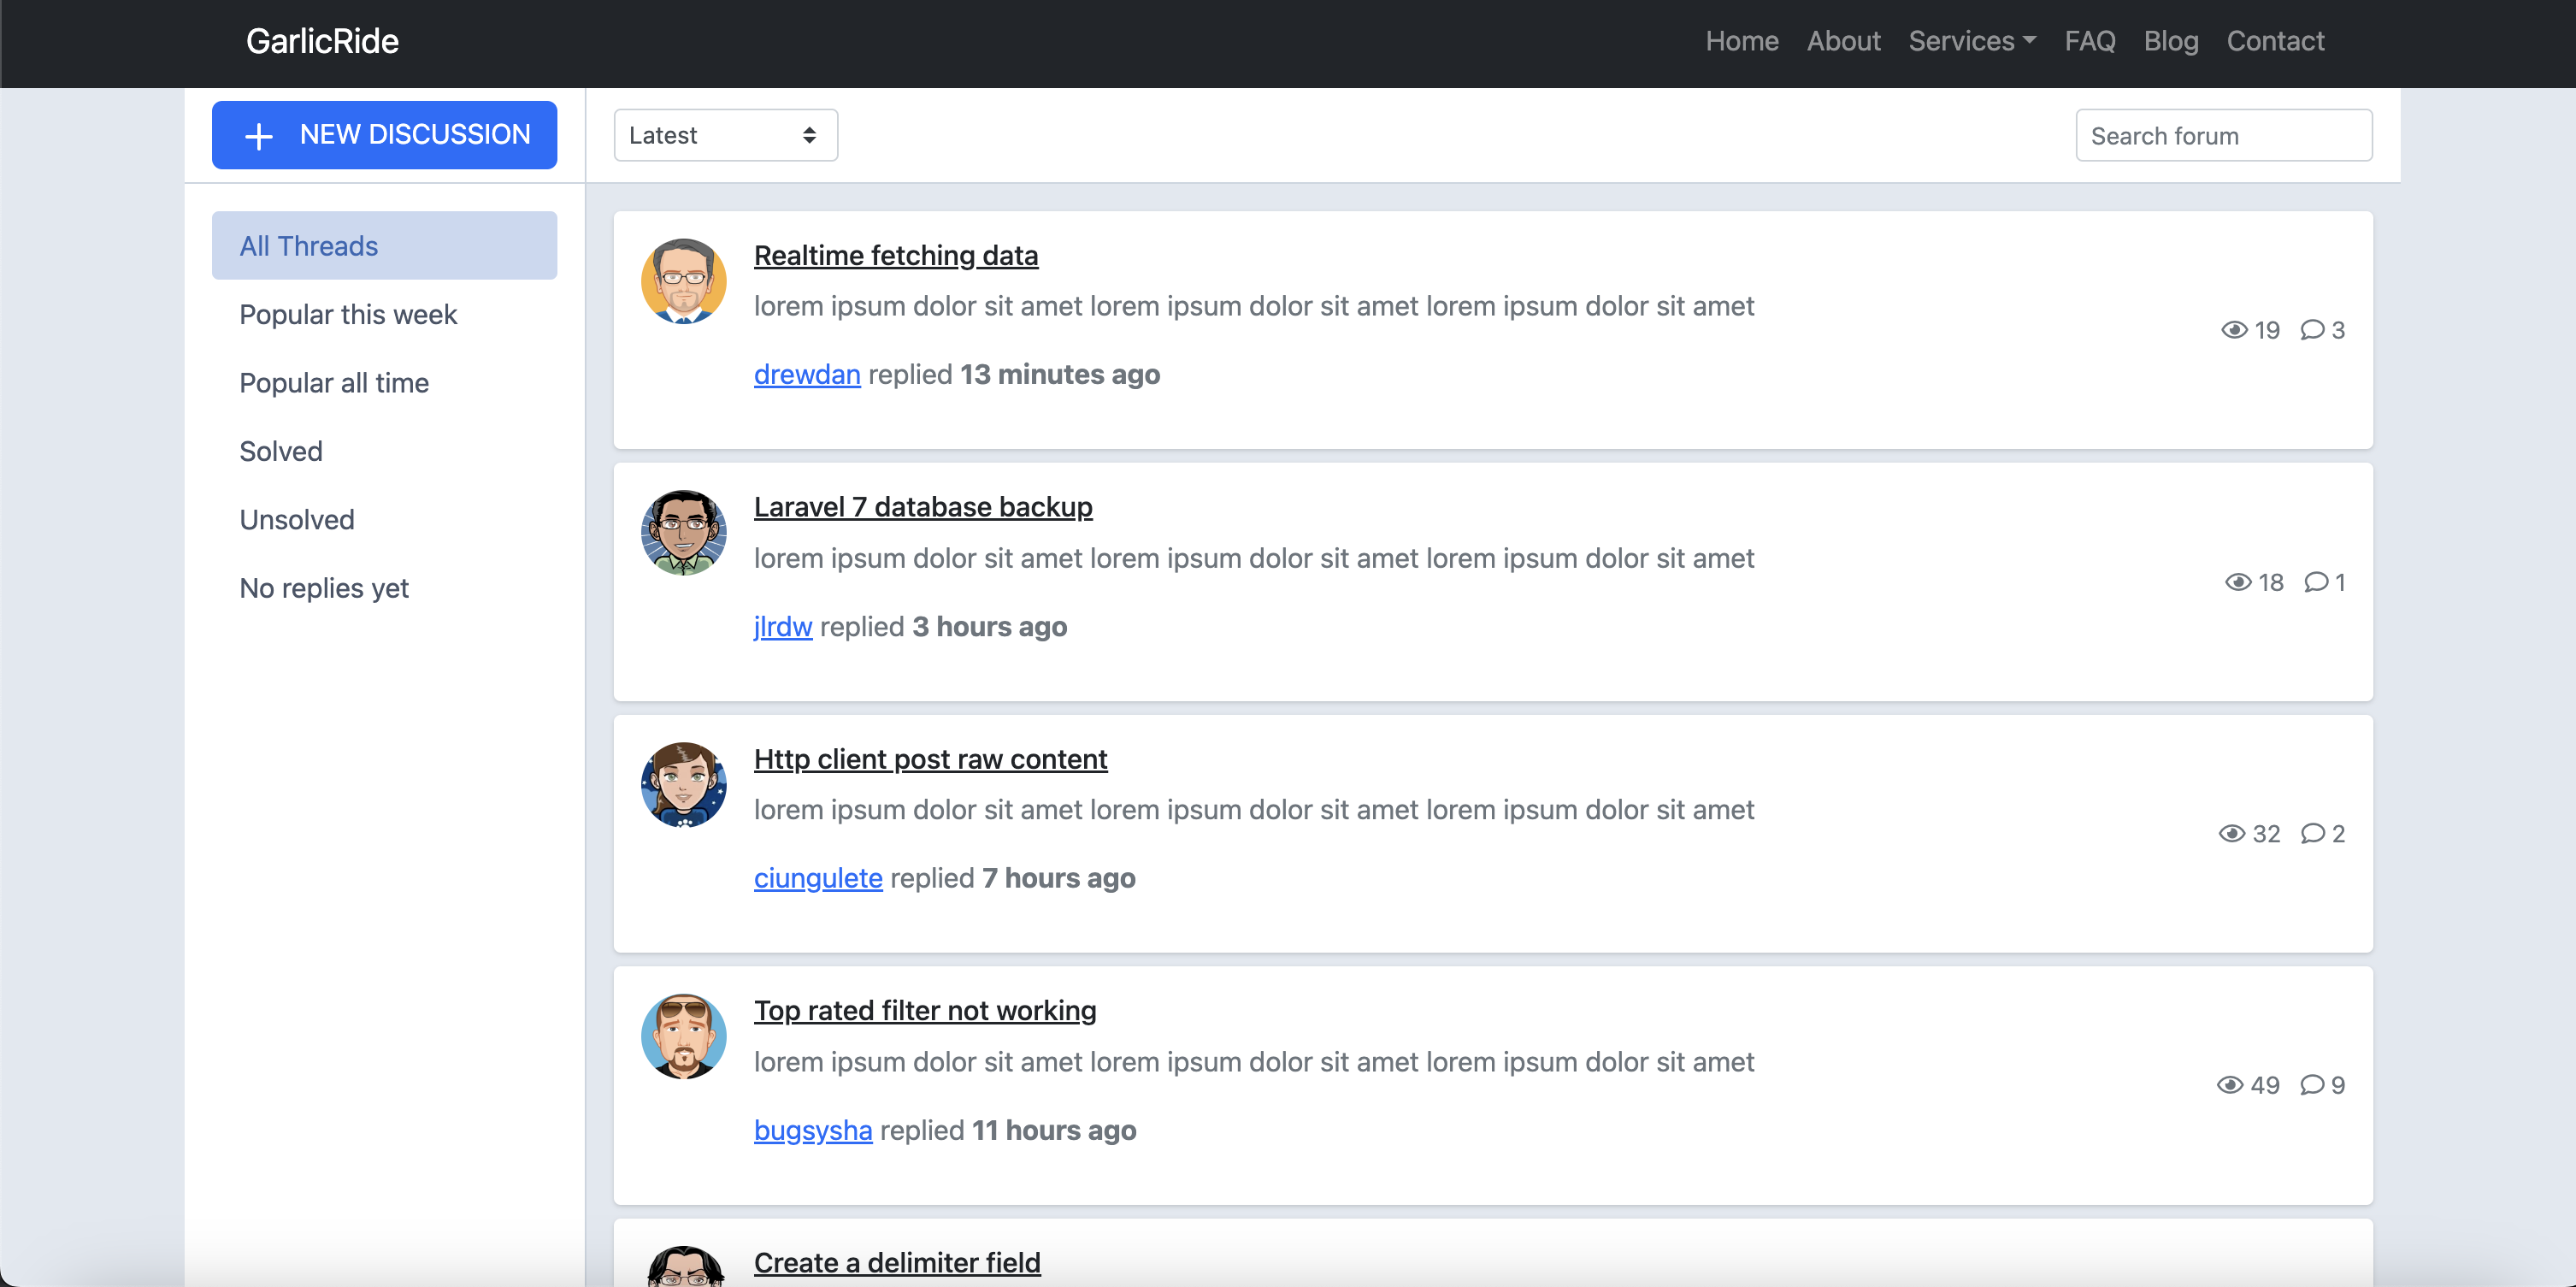 GarlicRide
Home About Services FAQ Blog Contact
NEW DISCUSSION
Latest
Search forum
All Threads
Popular this week
Popular all time
Solved
Unsolved
No replies yet
Realtime fetching data
lorem ipsum dolor sit amet lorem ipsum dolor sit amet lorem ipsum dolor sit amet
19 3
drewdan replied 13 minutes ago
Laravel 7 database backup
lorem ipsum dolor sit amet lorem ipsum dolor sit amet lorem ipsum dolor sit amet
18 1
jlrdw replied 3 hours ago
Http client post raw content
lorem ipsum dolor sit amet lorem ipsum dolor sit amet lorem ipsum dolor sit amet
32 2
ciungulete replied 7 hours ago
Top rated filter not working
lorem ipsum dolor sit amet lorem ipsum dolor sit amet lorem ipsum dolor sit amet
49 9
bugsysha replied 11 hours ago
Create a delimiter field